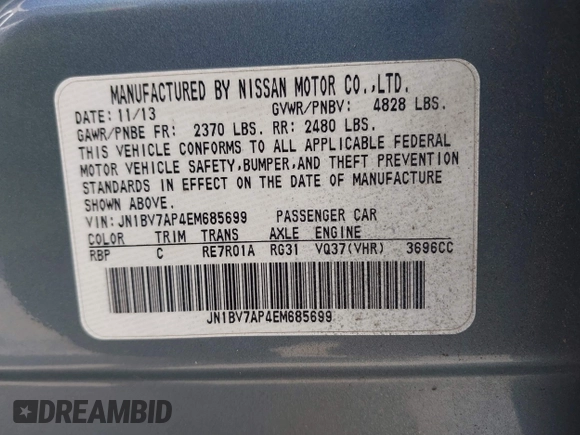 MANUFACTURED BY NISSAN MOTOR CO.,LTD.
DATE: 11/13 GVWR/PNBV: 4828 LBS.
GAWR/PNBE FR: 2370 LBS. RR: 2480 LBS.
THIS VEHICLE CONFORMS TO ALL APPLICABLE FEDERAL
MOTOR VEHICLE SAFETY,BUMPER,AND THEFT PREVENTION
STANDARDS IN EFFECT ON THE DATE OF MANUFACTURE
SHOWN ABOVE.
VIN: JN1BV7AP4EM685699 PASSENGER CAR
COLOR TRIM TRANS AXLE ENGINE
RBP C RE7R01A RG31 VQ37(VHR) 3696CC
JN1BV7AP4EM685699
DREAMBID